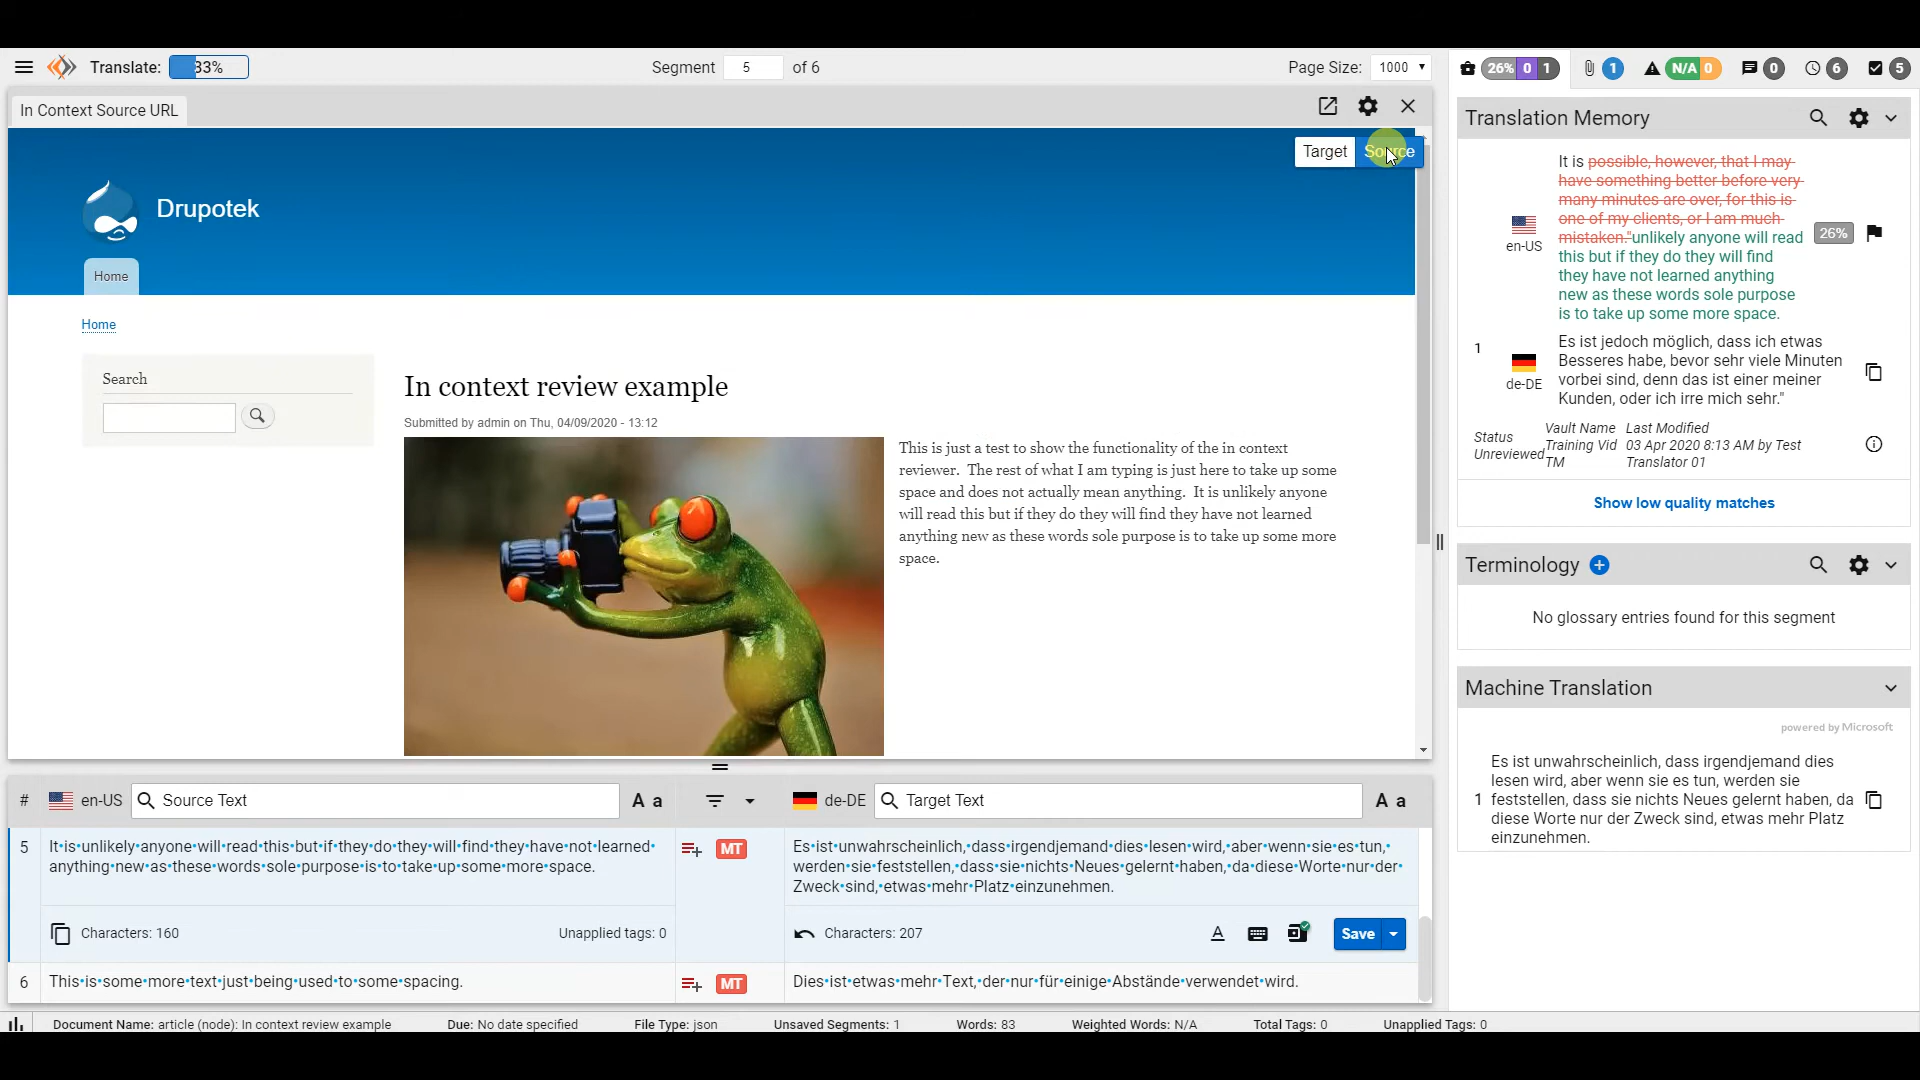 Translate: 33%
Segment 5 of 6
Page Size: 1000
26% 0 1
1
N/A 0
0
6
5
In Context Source URL
Target Source
Drupotek
Home
Home
Search
In context review example
Submitted by admin on Thu, 04/09/2020 - 13:12
This is just a test to show the functionality of the in context
reviewer. The rest of what I am typing is just here to take up some
space and does not actually mean anything. It is unlikely anyone
will read this but if they do they will find they have not learned
anything new as these words sole purpose is to take up some more
space.
# en-US Source Text A a
de-DE Target Text A a
5
It·is·unlikely·anyone·will·read·this·but·if·they·do·they·will·find·they·have·not·learned·
anything·new·as·these·words·sole·purpose·is·to·take·up·some·more·space.
MT
Es·ist·unwahrscheinlich,·dass·irgendjemand·dies·lesen·wird,·aber·wenn·sie·es·tun,·
werden·sie·feststellen,·dass·sie·nichts·Neues·gelernt·haben,·da·diese·Worte·nur·der·
Zweck·sind,·etwas·mehr·Platz·einzunehmen.
Characters: 160 Unapplied tags: 0
Characters: 207
A
Save
6 This·is·some·more·text·just·being·used·to·some·spacing.
MT
Dies·ist·etwas·mehr·Text,·der·nur·für·einige·Abstände·verwendet·wird.
Document Name: article (node): In context review example Due: No date specified File Type: json Unsaved Segments: 1 Words: 83 Weighted Words: N/A Total Tags: 0 Unapplied Tags: 0
Translation Memory
1
en-US
It is possible, however, that I may
have something better before very
many minutes are over, for this is
one of my clients, or I am much
mistaken."unlikely anyone will read
this but if they do they will find
they have not learned anything
new as these words sole purpose
is to take up some more space.
26%
de-DE
Es ist jedoch möglich, dass ich etwas
Besseres habe, bevor sehr viele Minuten
vorbei sind, denn das ist einer meiner
Kunden, oder ich irre mich sehr."
Status
Unreviewed
Vault Name
Training Vid
TM
Last Modified
03 Apr 2020 8:13 AM by Test
Translator 01
Show low quality matches
Terminology
No glossary entries found for this segment
Machine Translation
powered by Microsoft
1
Es ist unwahrscheinlich, dass irgendjemand dies
lesen wird, aber wenn sie es tun, werden sie
feststellen, dass sie nichts Neues gelernt haben, da
diese Worte nur der Zweck sind, etwas mehr Platz
einzunehmen.